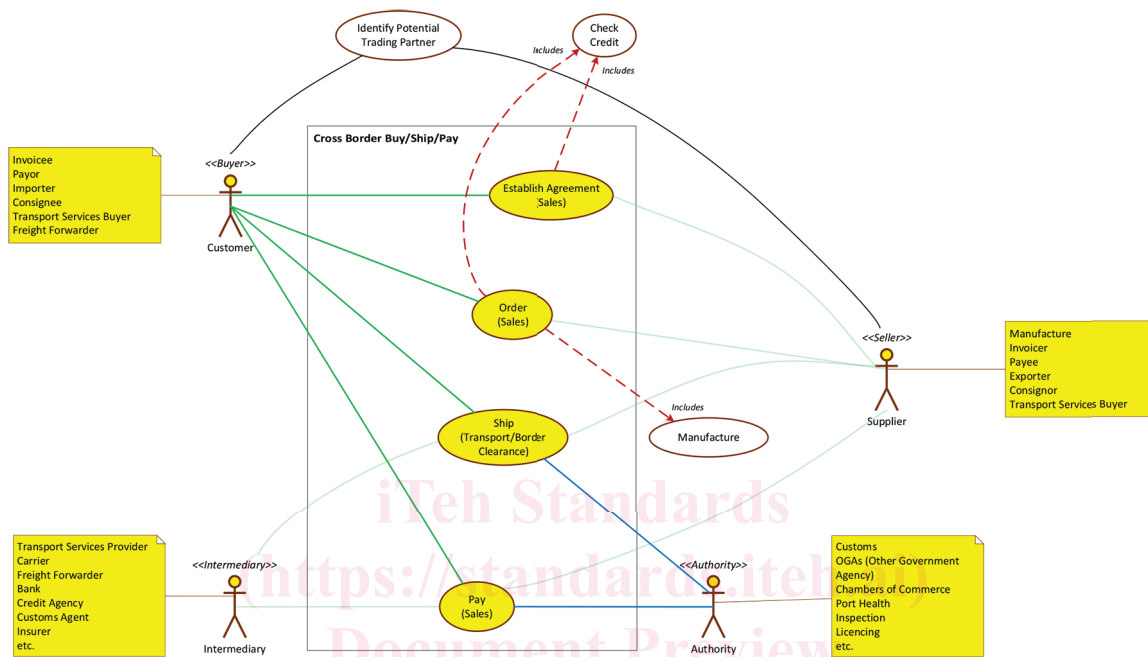 Identify Potential
Trading Partner
Check
Credit
Includes
Includes
Cross Border Buy/Ship/Pay
Invoicee
Payor
Importer
Consignee
Transport Services Buyer
Freight Forwarder
<<Buyer>>
Customer
Establish Agreement
(Sales)
Order
(Sales)
<<Seller>>
Supplier
Manufacture
Invoicer
Payee
Exporter
Consignor
Transport Services Buyer
Includes
Manufacture
Ship
(Transport/Border
Clearance)
iTeh Standards
(https://standards.iteh.ai)
Document Preview
Transport Services Provider
Carrier
Freight Forwarder
Bank
Credit Agency
Customs Agent
Insurer
etc.
<<Intermediary>>
Intermediary
Pay
(Sales)
<<Authority>>
Authority
Customs
OGAs (Other Government
Agency)
Chambers of Commerce
Port Health
Inspection
Licencing
etc.